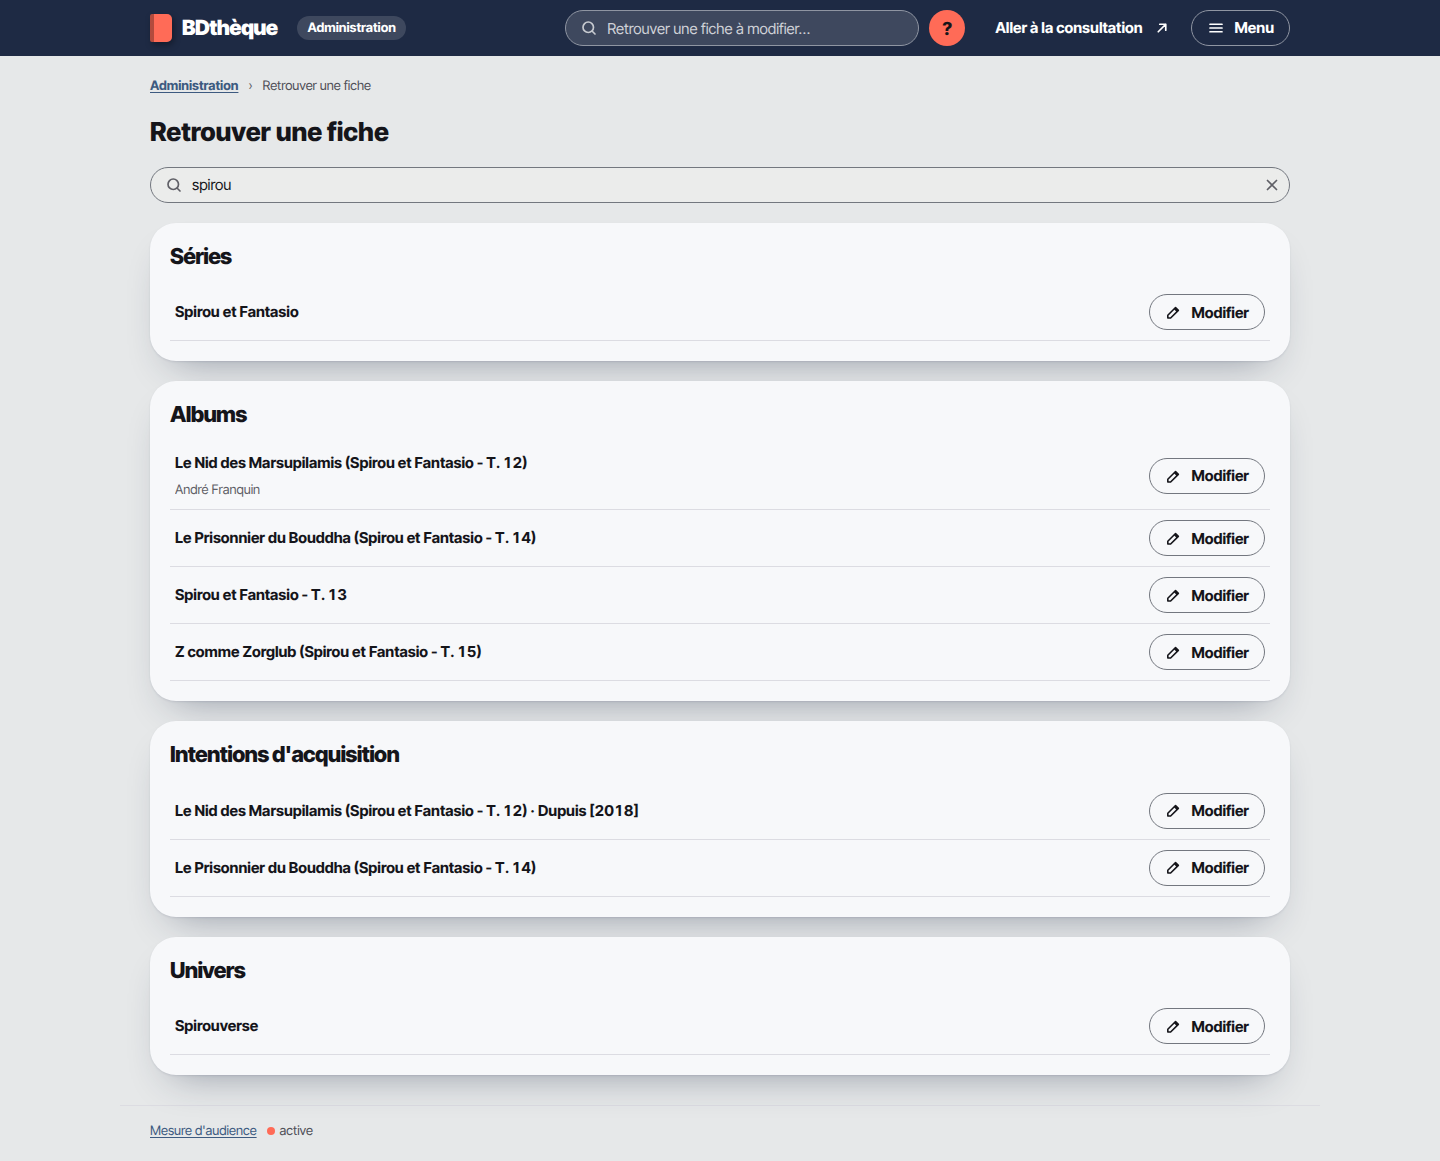 BDthèque
Administration
Retrouver une fiche à modifier...
?
Aller à la consultation
Menu
Administration › Retrouver une fiche
Retrouver une fiche
spirou
Séries
Spirou et Fantasio
Modifier
Albums
Le Nid des Marsupilamis (Spirou et Fantasio - T. 12)
André Franquin
Modifier
Le Prisonnier du Bouddha (Spirou et Fantasio - T. 14)
Modifier
Spirou et Fantasio - T. 13
Modifier
Z comme Zorglub (Spirou et Fantasio - T. 15)
Modifier
Intentions d'acquisition
Le Nid des Marsupilamis (Spirou et Fantasio - T. 12) · Dupuis [2018]
Modifier
Le Prisonnier du Bouddha (Spirou et Fantasio - T. 14)
Modifier
Univers
Spirouverse
Modifier
Mesure d'audience
active